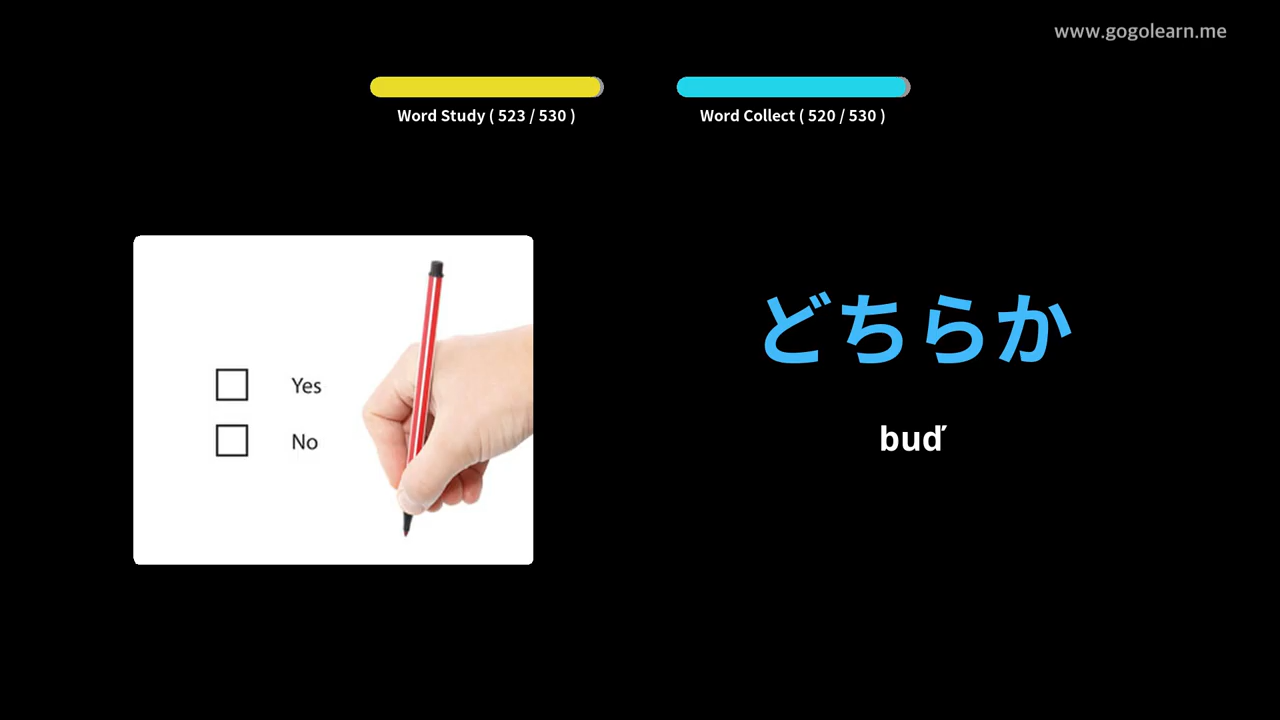 www.gogolearn.me
Word Study ( 523 / 530 )
Word Collect ( 520 / 530 )
Yes
No
どちらか
buď